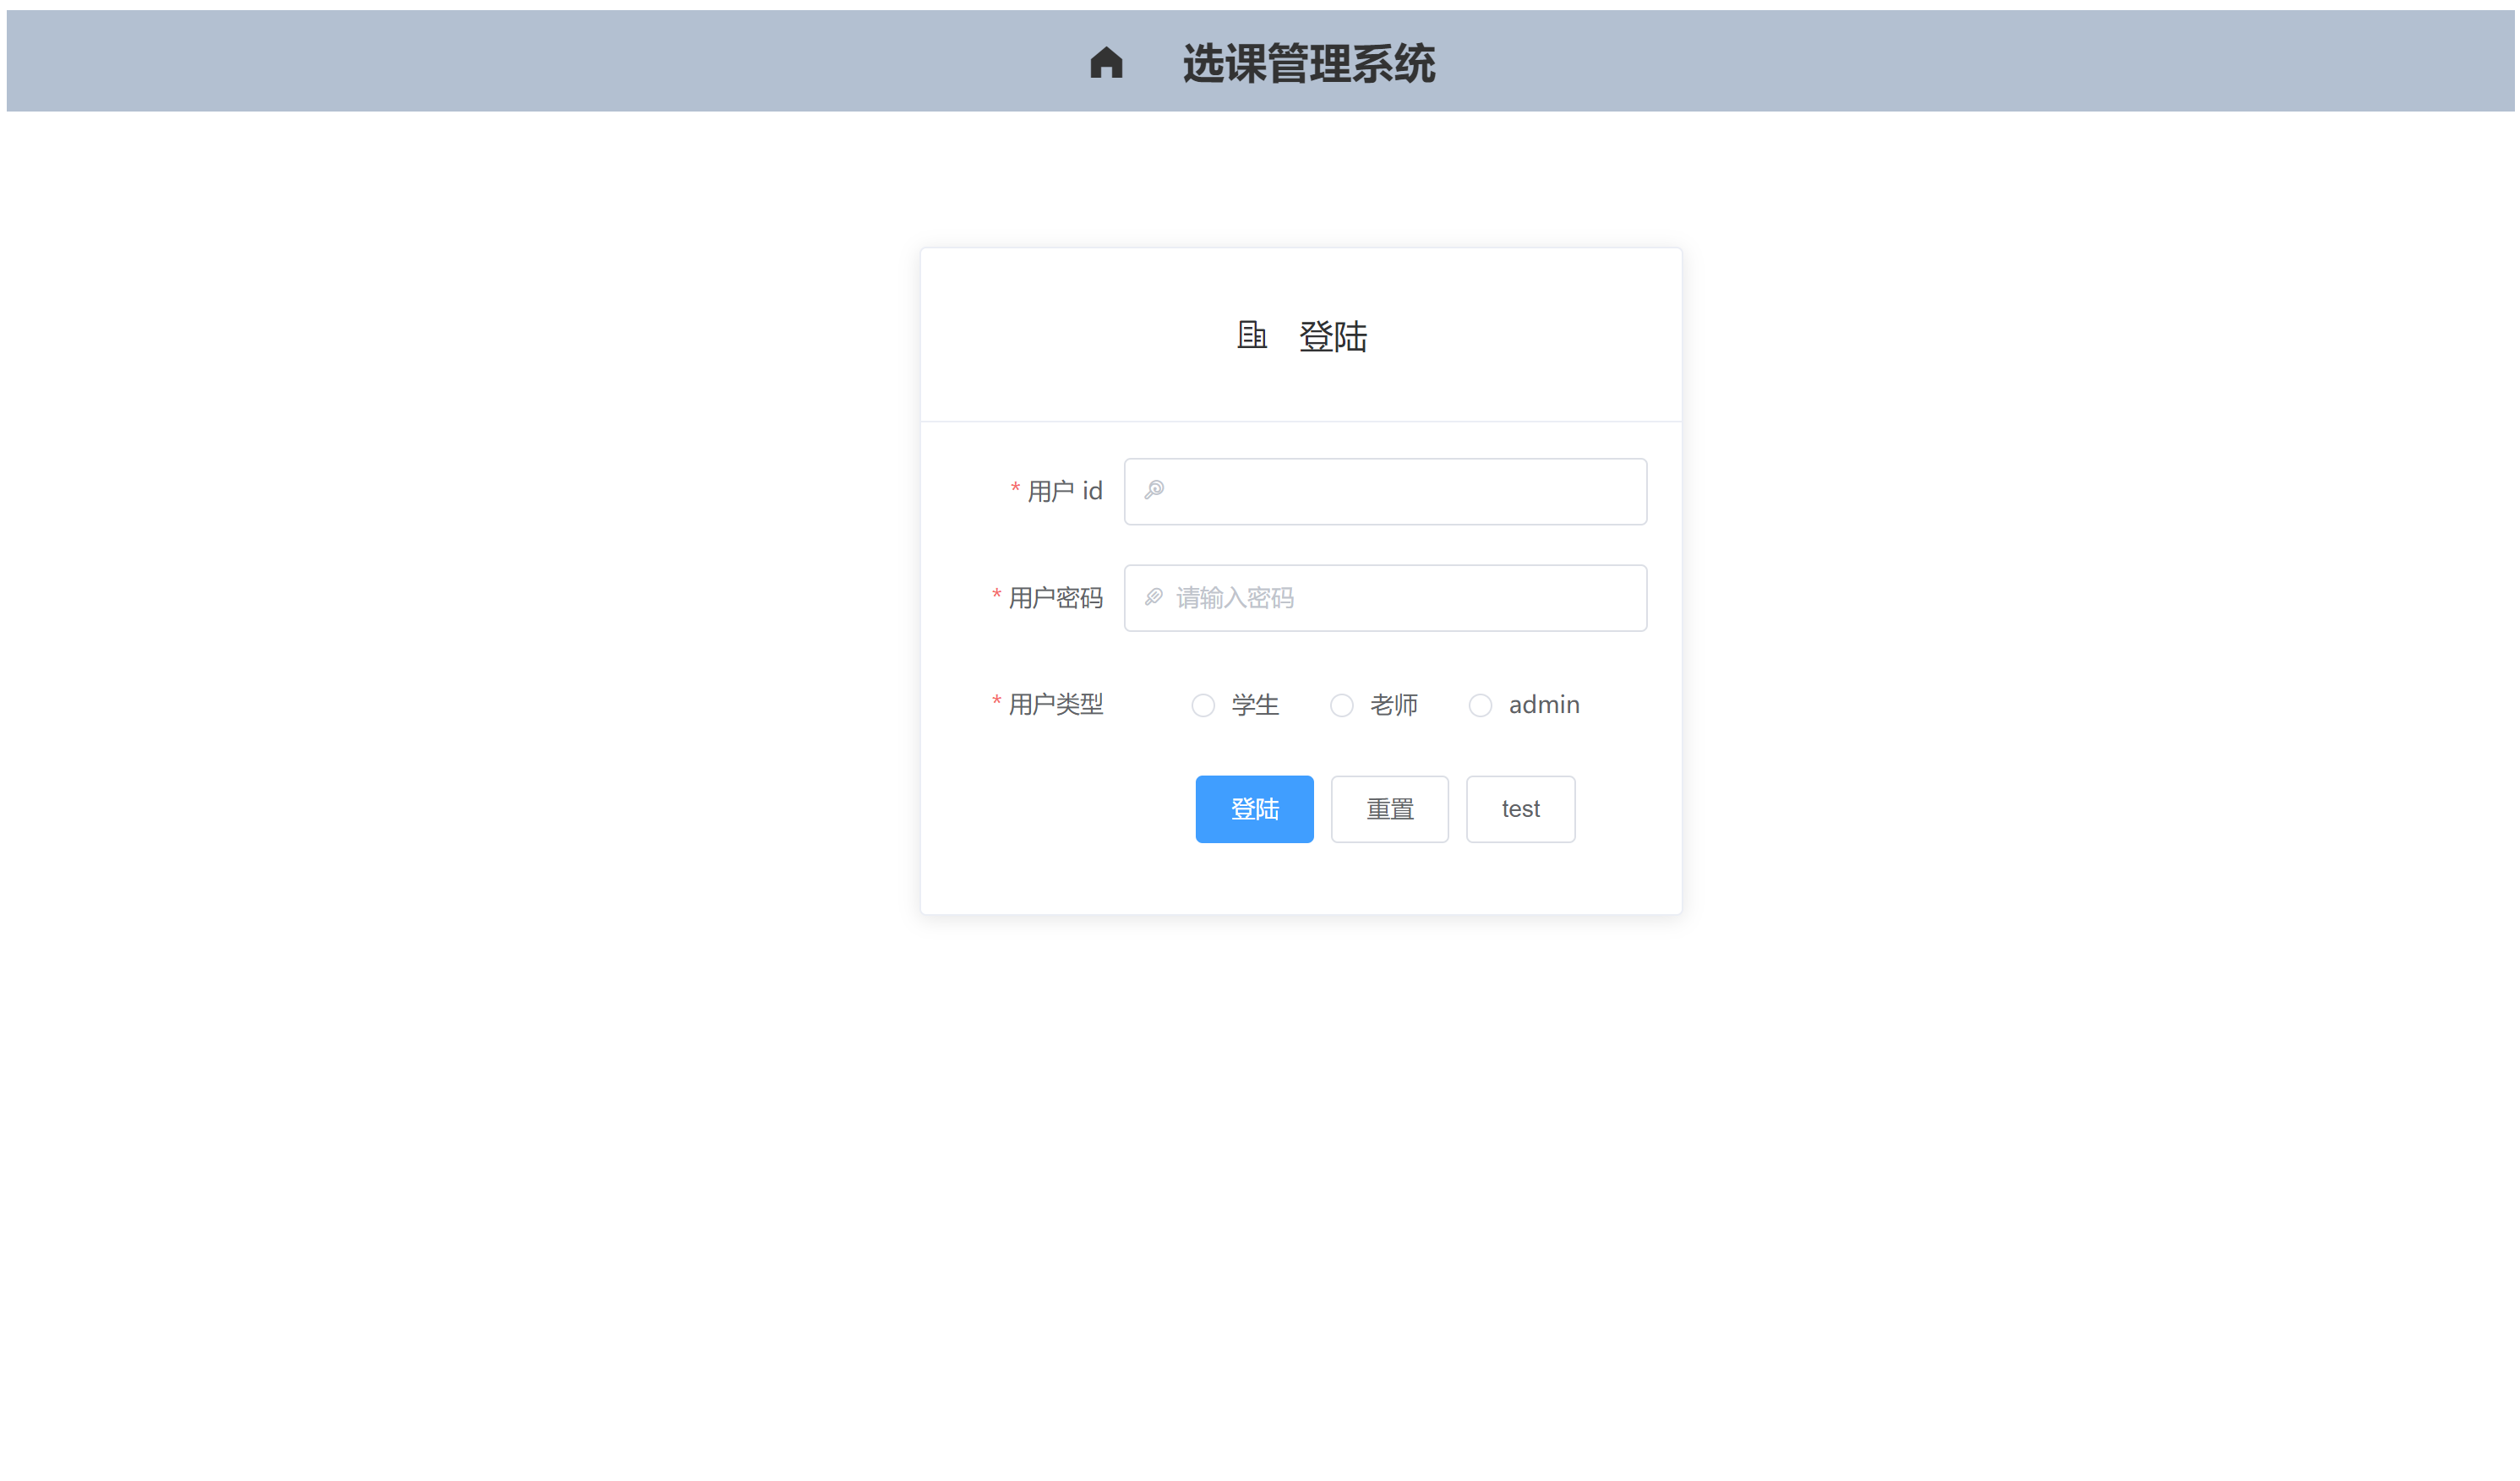 选课管理系统
登陆
* 用户 id
* 用户密码 请输入密码
* 用户类型 学生 老师 admin
登陆 重置 test